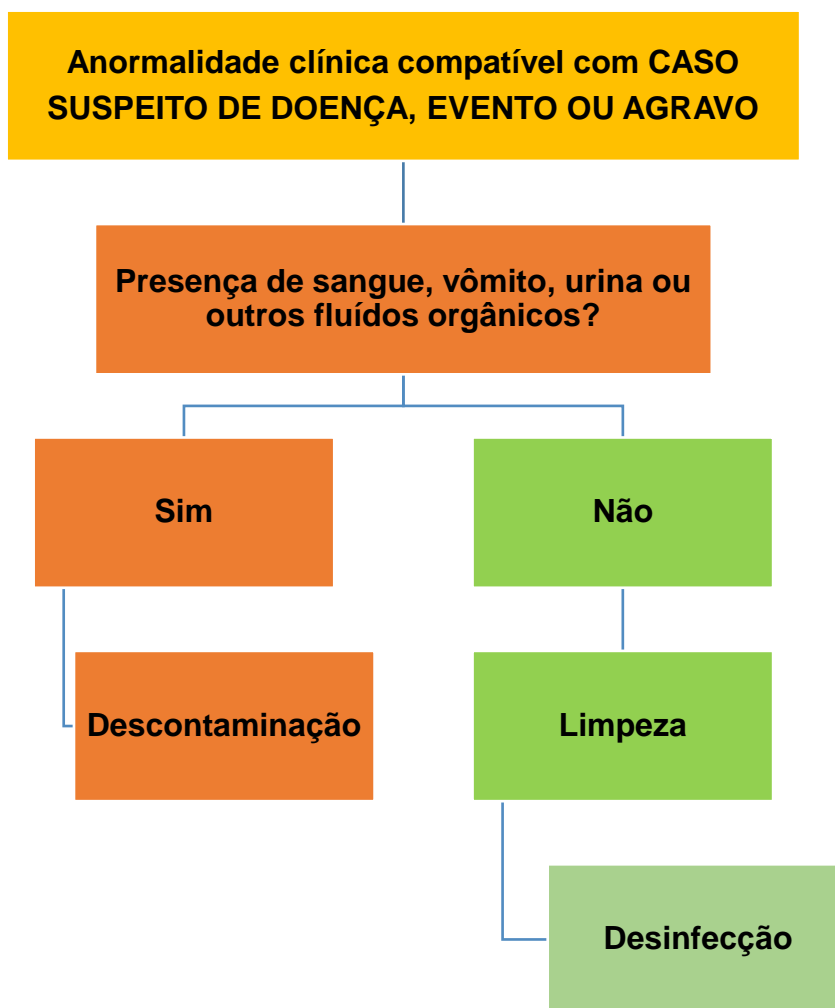 Anormalidade clínica compatível com CASO
SUSPEITO DE DOENÇA, EVENTO OU AGRAVO
Presença de sangue, vômito, urina ou
outros fluídos orgânicos?
Sim
Não
Descontaminação
Limpeza
Desinfecção